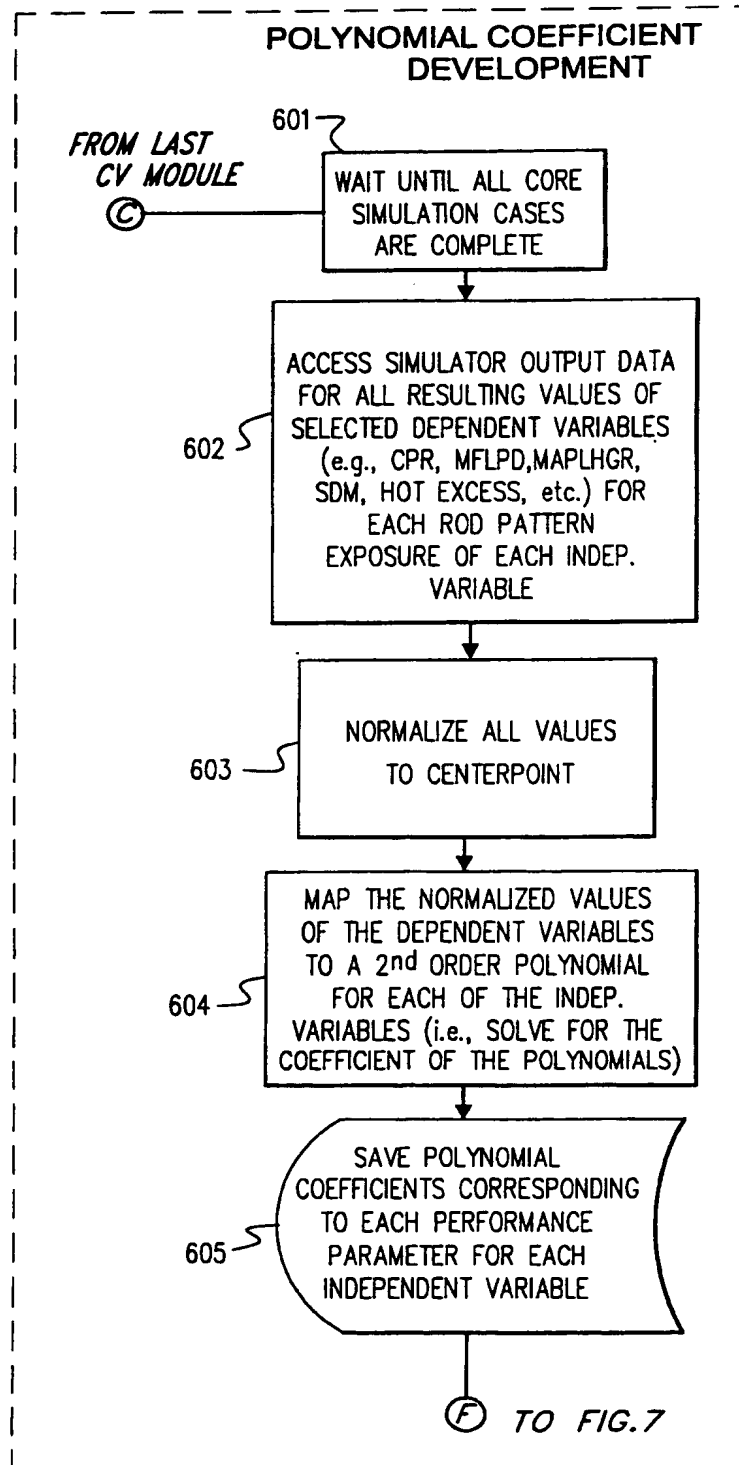 POLYNOMIAL COEFFICIENT
DEVELOPMENT
FROM LAST
CV MODULE
C
601
WAIT UNTIL ALL CORE
SIMULATION CASES
ARE COMPLETE
602
ACCESS SIMULATOR OUTPUT DATA
FOR ALL RESULTING VALUES OF
SELECTED DEPENDENT VARIABLES
(e.g., CPR, MFLPD,MAPLHGR,
SDM, HOT EXCESS, etc.) FOR
EACH ROD PATTERN
EXPOSURE OF EACH INDEP.
VARIABLE
603
NORMALIZE ALL VALUES
TO CENTERPOINT
604
MAP THE NORMALIZED VALUES
OF THE DEPENDENT VARIABLES
TO A 2nd ORDER POLYNOMIAL
FOR EACH OF THE INDEP.
VARIABLES (i.e., SOLVE FOR THE
COEFFICIENT OF THE POLYNOMIALS)
605
SAVE POLYNOMIAL
COEFFICIENTS CORRESPONDING
TO EACH PERFORMANCE
PARAMETER FOR EACH
INDEPENDENT VARIABLE
F TO FIG.7